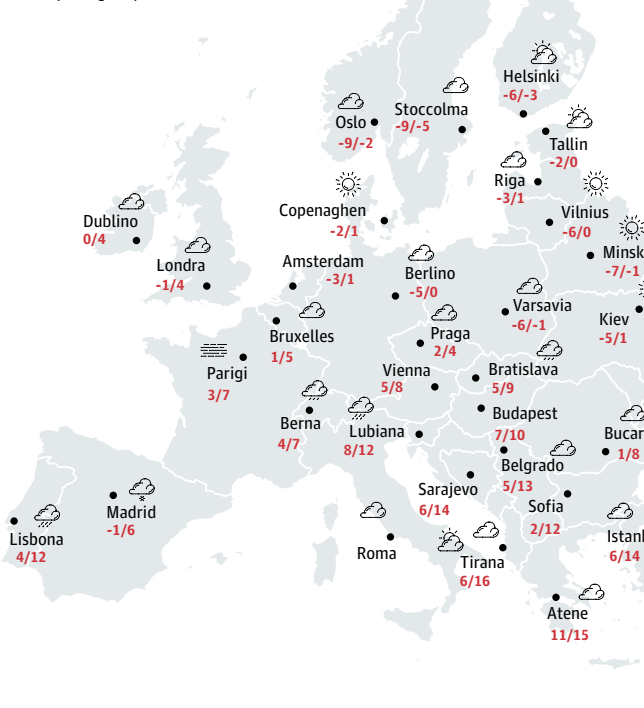 Helsinki
-6/-3
Stoccolma
-9/-5
Oslo
-9/-2
Tallin
-2/0
Riga
-3/1
Copenaghen
-2/1
Vilnius
-6/0
Dublino
0/4
Minsk
-7/-1
Londra
-1/4
Amsterdam
-3/1
Berlino
-5/0
Varsavia
-6/-1
Kiev
-5/1
Bruxelles
1/5
Praga
2/4
Parigi
3/7
Vienna
5/8
Bratislava
5/9
Berna
4/7
Lubiana
8/12
Budapest
7/10
Bucar
1/8
Belgrado
5/13
Sarajevo
6/14
Sofia
2/12
Madrid
-1/6
Lisbona
4/12
Roma
Tirana
6/16
Istanl
6/14
Atene
11/15